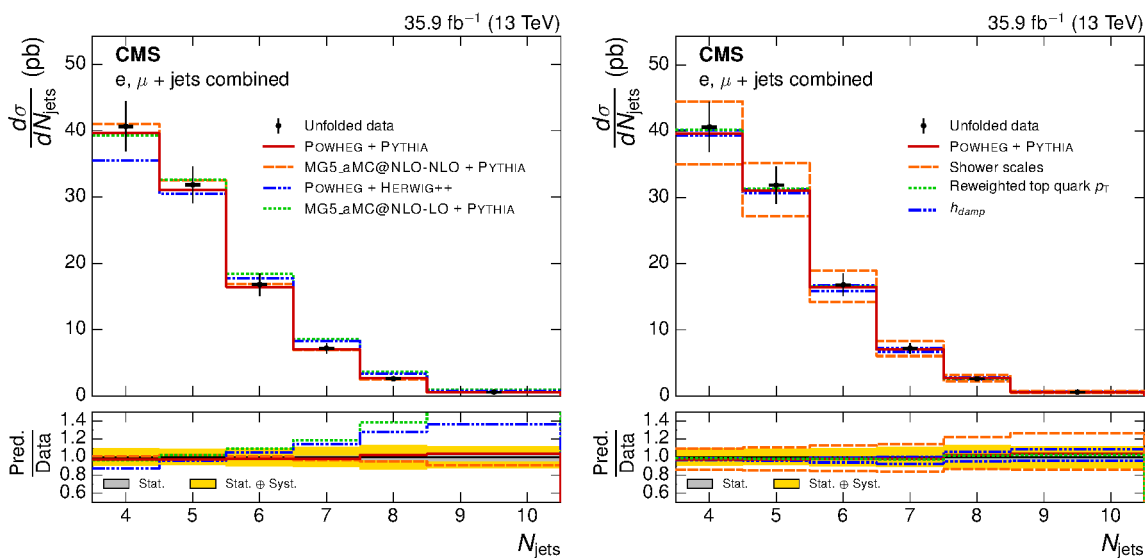 35.9 fb⁻¹ (13 TeV)
CMS
e, μ + jets combined
dσ/dN_jets (pb)
50
40
30
20
10
0
Unfolded data
POWHEG + PYTHIA
MG5_aMC@NLO-NLO + PYTHIA
POWHEG + HERWIG++
MG5_aMC@NLO-LO + PYTHIA
Pred./Data
1.4
1.2
1.0
0.8
0.6
Stat.
Stat. ⊕ Syst.
4 5 6 7 8 9 10
N_jets
35.9 fb⁻¹ (13 TeV)
CMS
e, μ + jets combined
dσ/dN_jets (pb)
50
40
30
20
10
0
Unfolded data
POWHEG + PYTHIA
Shower scales
Reweighted top quark p_T
h_damp
Pred./Data
1.4
1.2
1.0
0.8
0.6
Stat.
Stat. ⊕ Syst.
4 5 6 7 8 9 10
N_jets